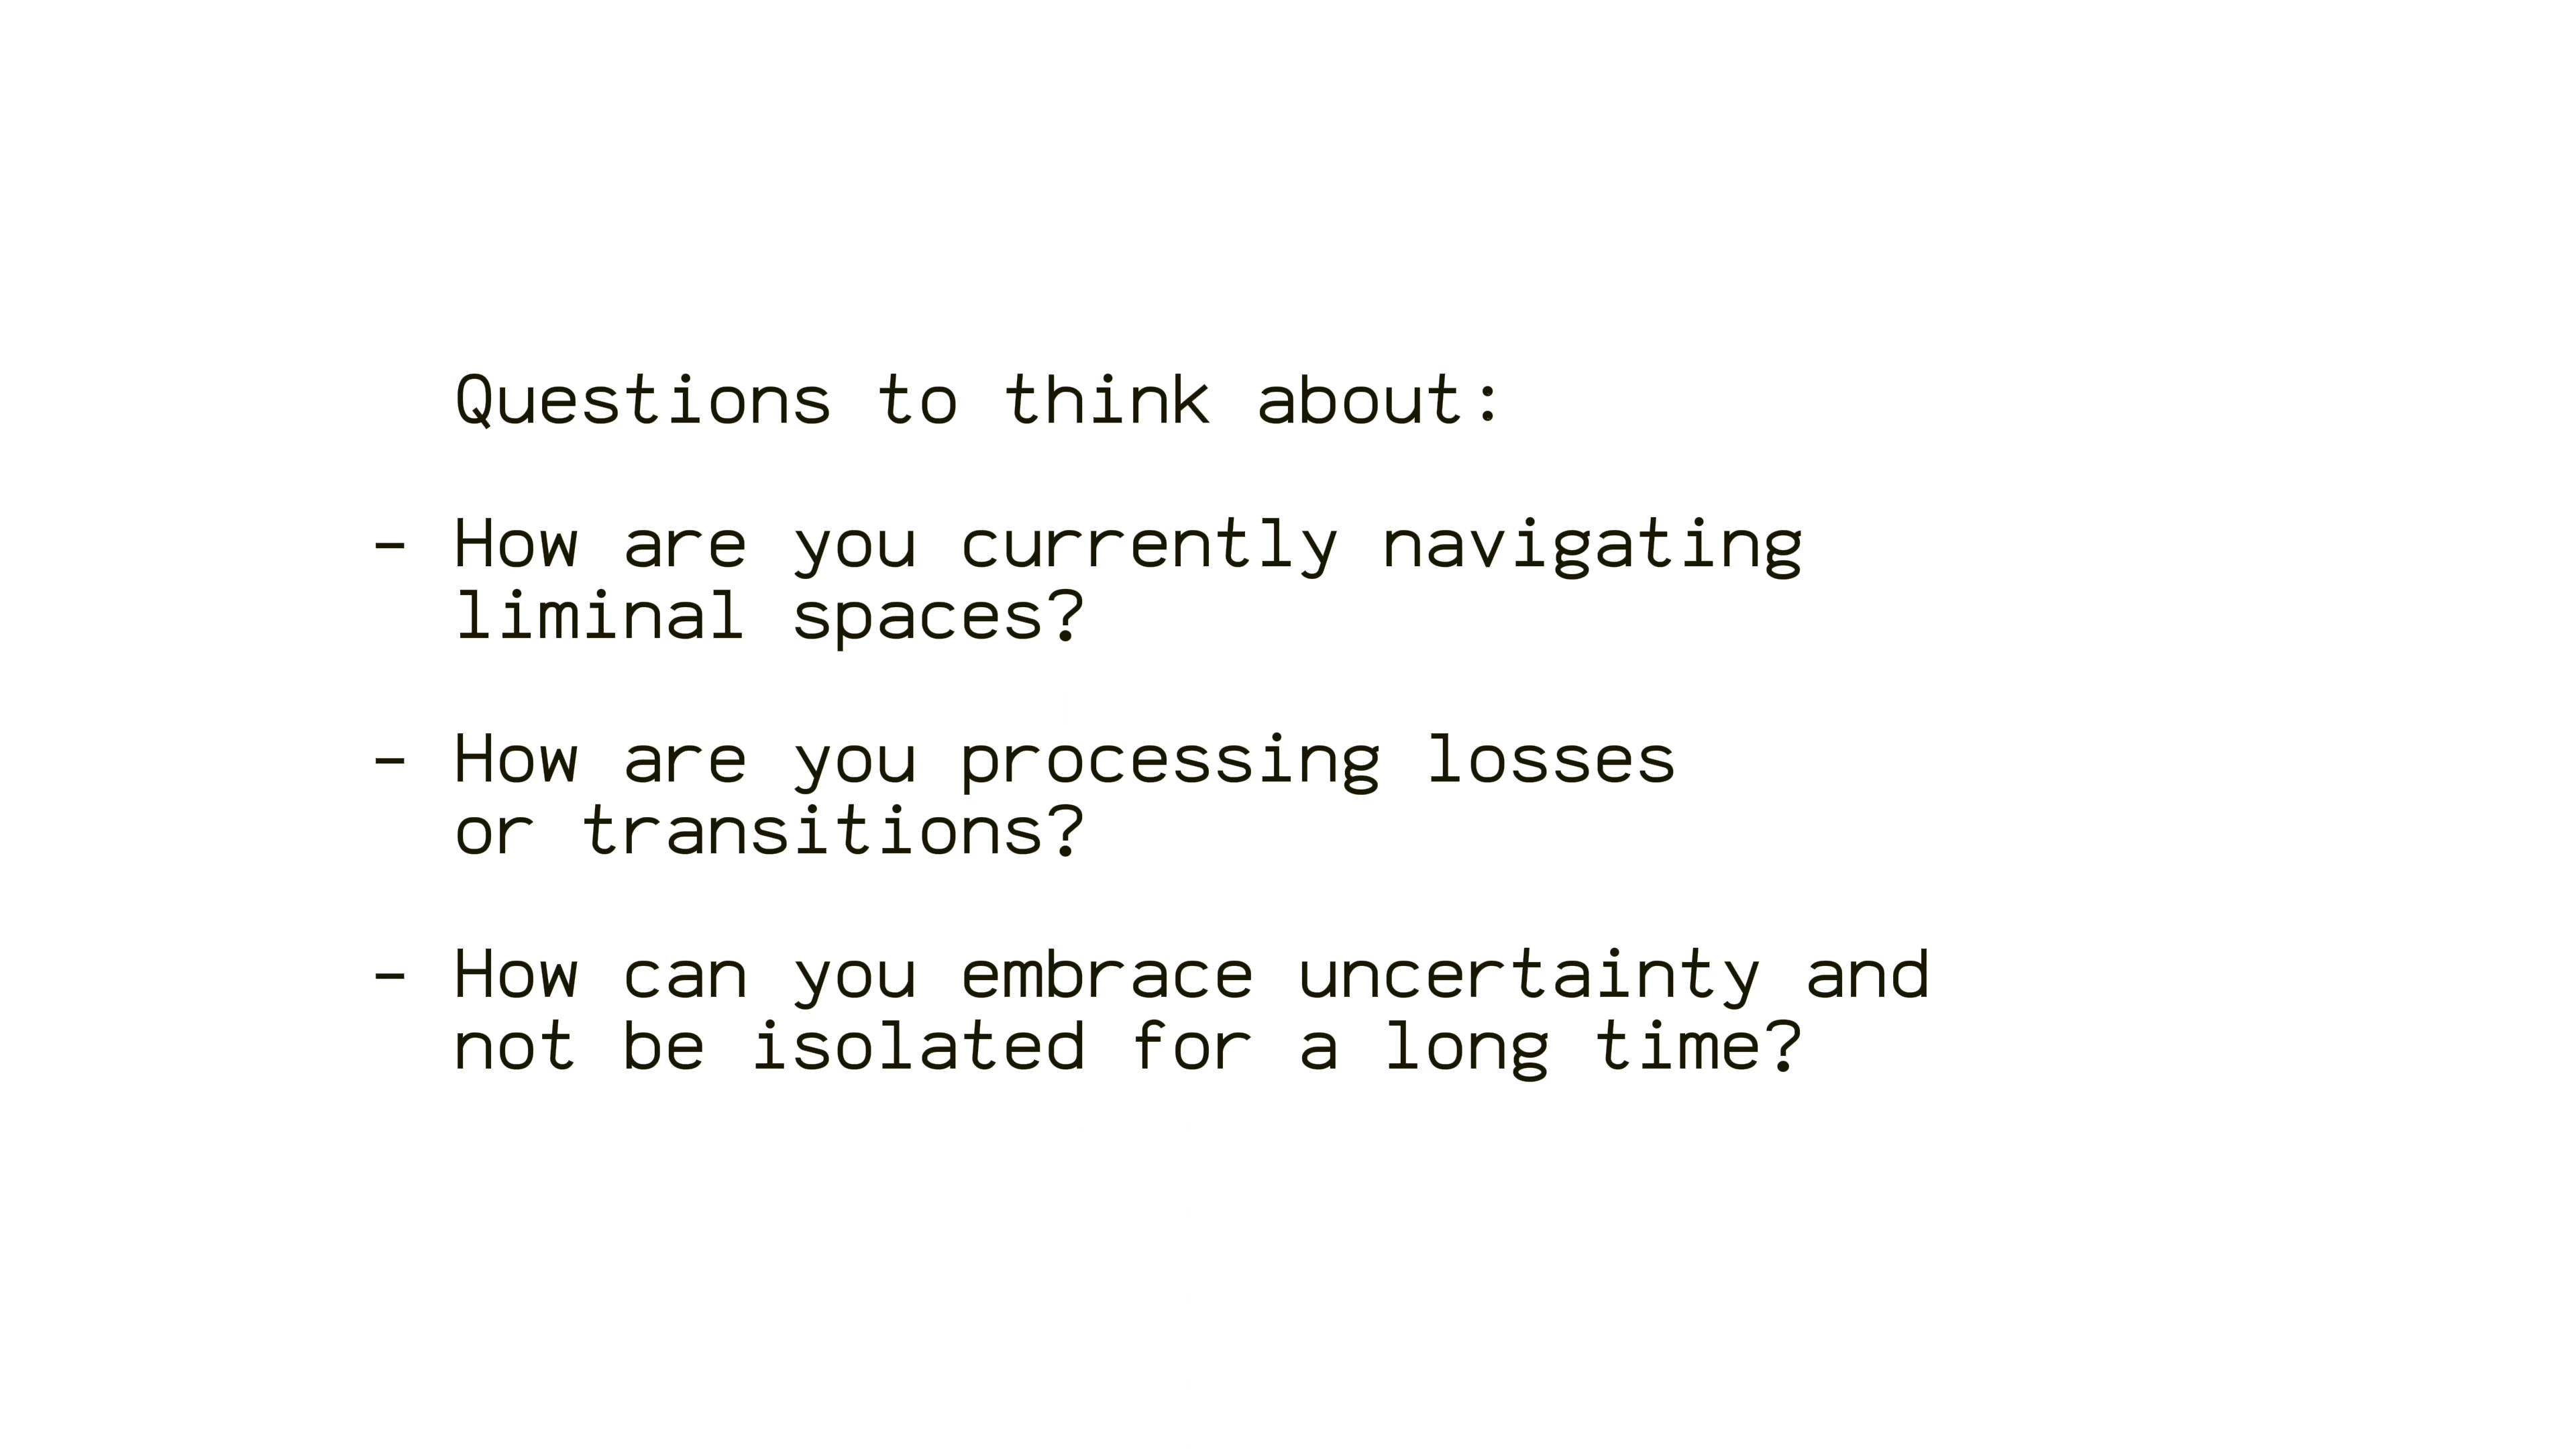 Questions to think about:
- How are you currently navigating
liminal spaces?
- How are you processing losses
or transitions?
- How can you embrace uncertainty and
not be isolated for a long time?